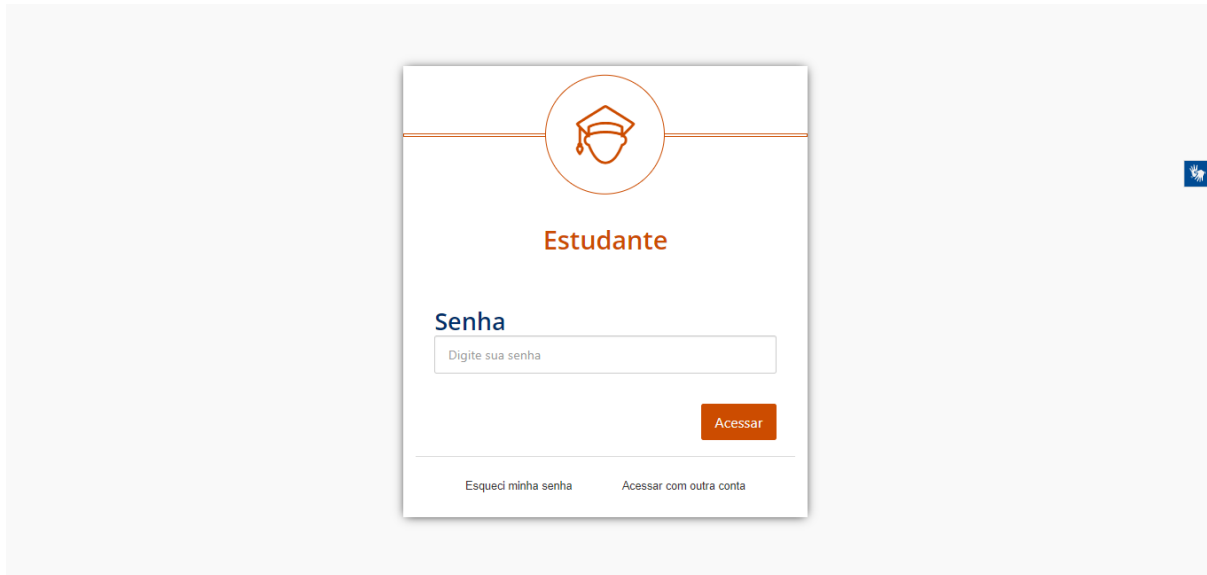 Estudante
Senha
Digite sua senha
Acessar
Esqueci minha senha
Acessar com outra conta